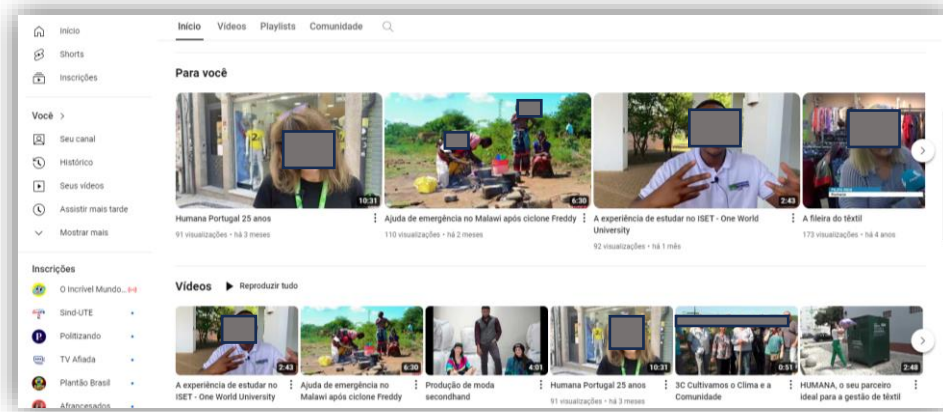 Início
Shorts
Inscrições
Você >
Seu canal
Histórico
Seus vídeos
Assistir mais tarde
Mostrar mais
Inscrições
O Incrível Mundo...
Sind-UTE
Politizando
TV Afiada
Plantão Brasil
Afrancesados
Início Vídeos Playlists Comunidade
Para você
10:31
6:30
2:43
Humana Portugal 25 anos
91 visualizações • há 3 meses
Ajuda de emergência no Malawi após ciclone Freddy
110 visualizações • há 2 meses
A experiência de estudar no ISET - One World
University
92 visualizações • há 1 mês
A fileira do têxtil
173 visualizações • há 4 anos
Vídeos Reproduzir tudo
2:43
6:30
4:01
10:31
0:51
2:48
A experiência de estudar no
ISET - One World University
Ajuda de emergência no
Malawi após ciclone Freddy
Produção de moda
secondhand
Humana Portugal 25 anos
91 visualizações • há 3 meses
3C Cultivamos o Clima e a
Comunidade
HUMANA, o seu parceiro
ideal para a gestão de têxtil